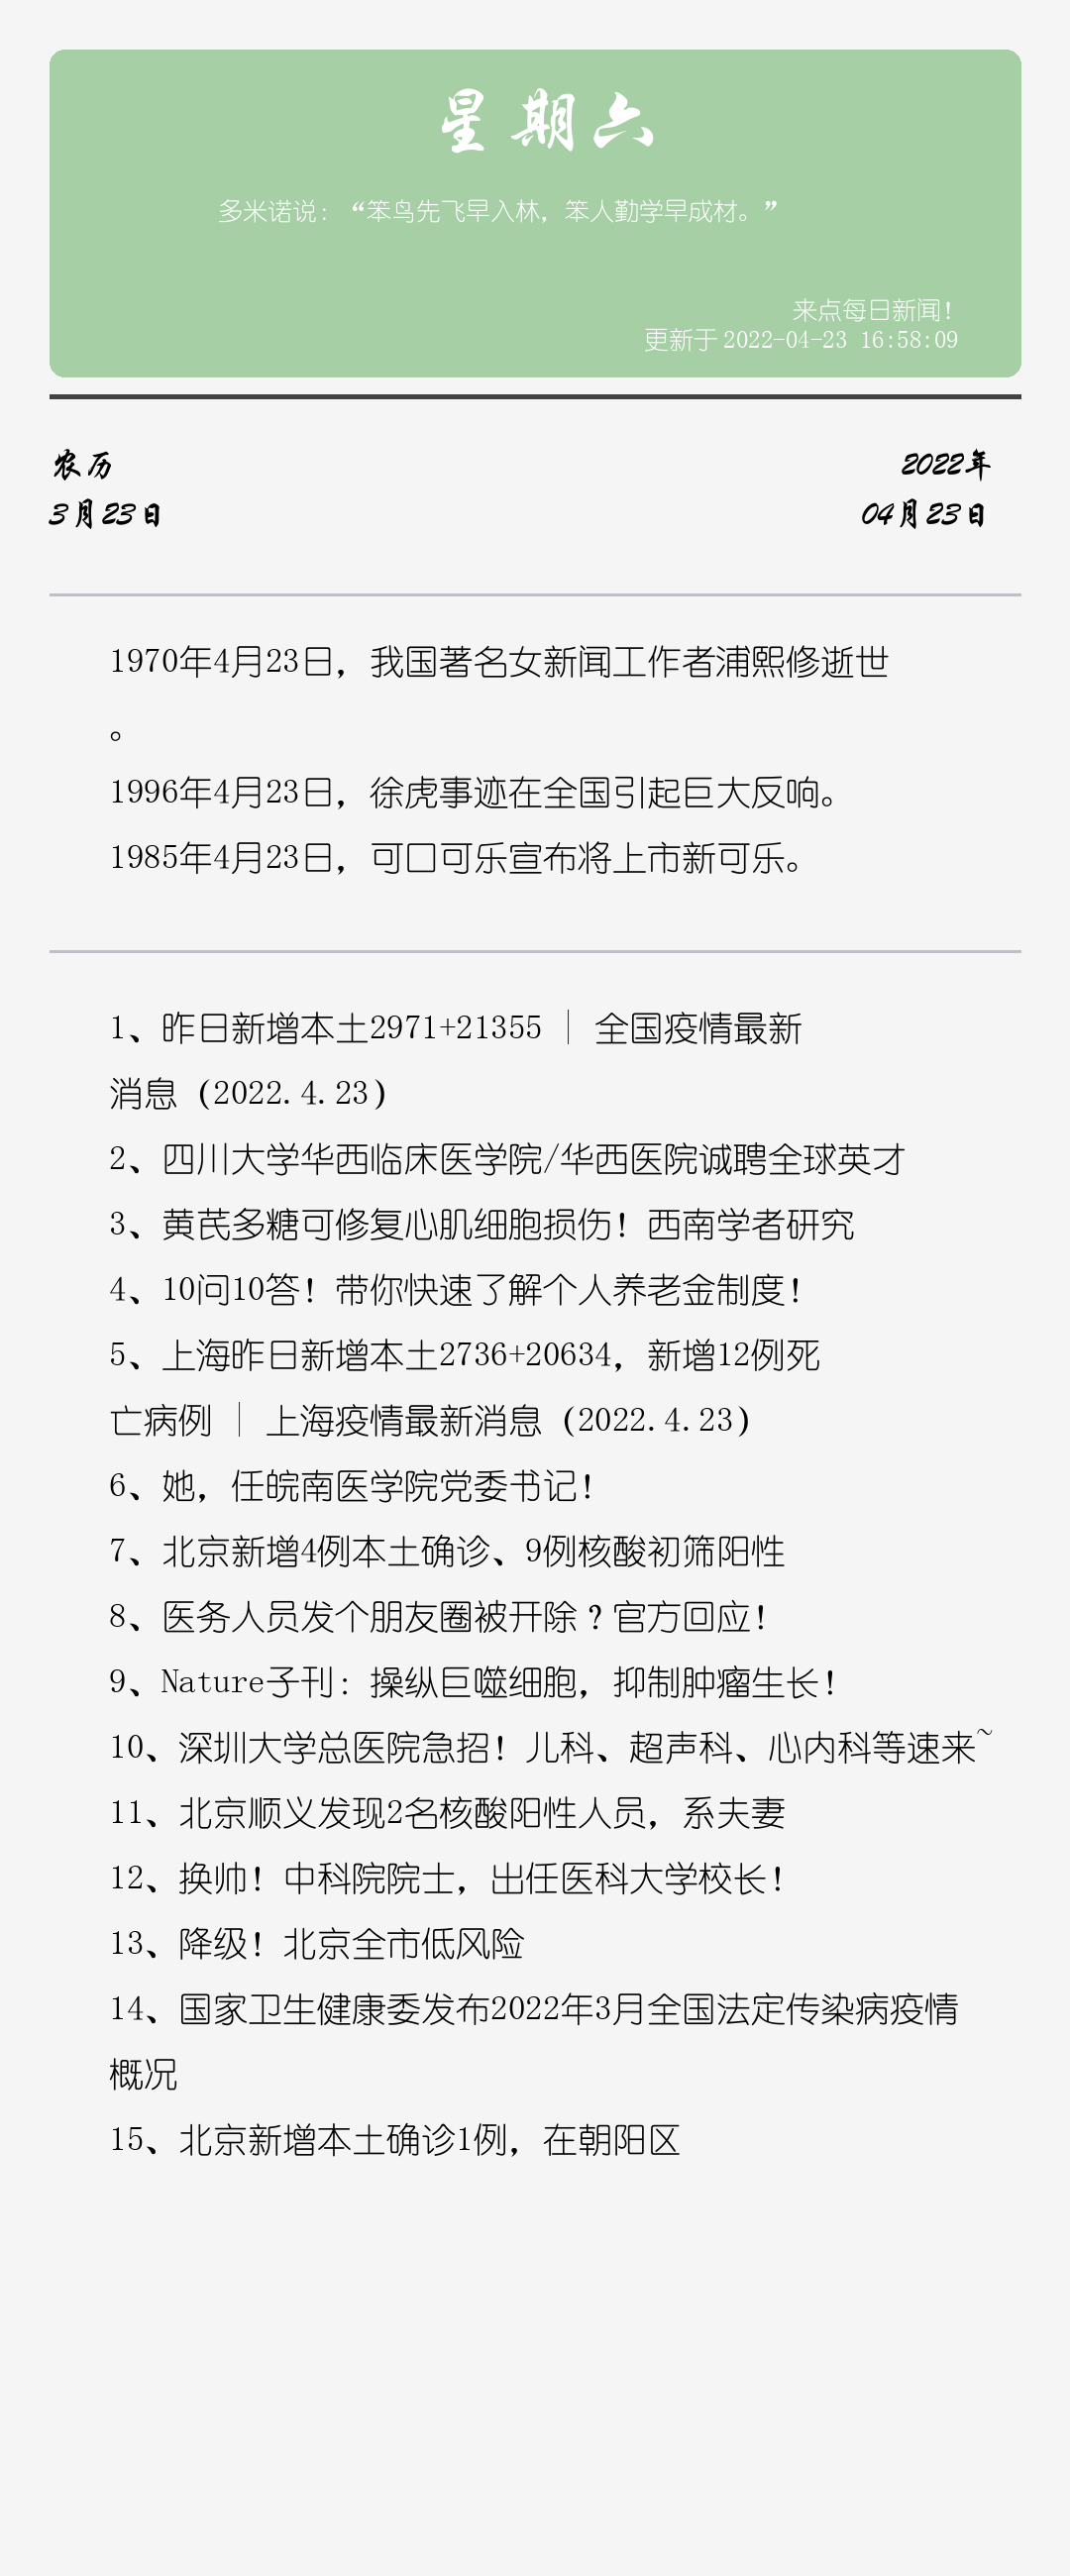 星期六
多米诺说：“笨鸟先飞早入林，笨人勤学早成材。”
来点每日新闻！
更新于2022-04-23 16:58:09
农历
3月23日
2022年
04月23日
1970年4月23日，我国著名女新闻工作者浦熙修逝世
。
1996年4月23日，徐虎事迹在全国引起巨大反响。
1985年4月23日，可口可乐宣布将上市新可乐。
1、昨日新增本土2971+21355 | 全国疫情最新
消息（2022.4.23）
2、四川大学华西临床医学院/华西医院诚聘全球英才
3、黄芪多糖可修复心肌细胞损伤！西南学者研究
4、10问10答！带你快速了解个人养老金制度！
5、上海昨日新增本土2736+20634，新增12例死
亡病例 | 上海疫情最新消息（2022.4.23）
6、她，任皖南医学院党委书记！
7、北京新增4例本土确诊、9例核酸初筛阳性
8、医务人员发个朋友圈被开除？官方回应！
9、Nature子刊：操纵巨噬细胞，抑制肿瘤生长！
10、深圳大学总医院急招！儿科、超声科、心内科等速来~
11、北京顺义发现2名核酸阳性人员，系夫妻
12、换帅！中科院院士，出任医科大学校长！
13、降级！北京全市低风险
14、国家卫生健康委发布2022年3月全国法定传染病疫情
概况
15、北京新增本土确诊1例，在朝阳区